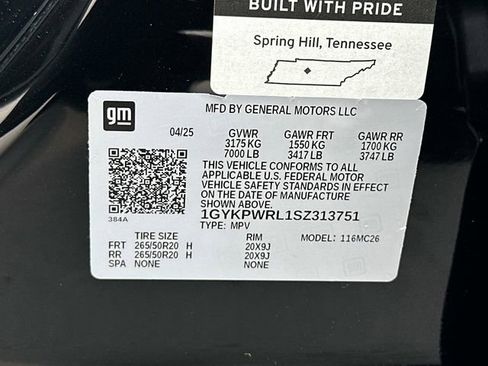 BUILT WITH PRIDE
Spring Hill, Tennessee
gm
MFD BY GENERAL MOTORS LLC
04/25 GVWR GAWR FRT GAWR RR
3175 KG 1550 KG 1700 KG
7000 LB 3417 LB 3747 LB
THIS VEHICLE CONFORMS TO ALL
APPLICABLE U.S. FEDERAL MOTOR
VEHICLE SAFETY STANDARDS IN EFFECT
ON THE DATE OF MANUFACTURE
SHOWN ABOVE.
1GYKPWRL1SZ313751
384A
TYPE: MPV
TIRE SIZE RIM MODEL: 116MC26
FRT 265/50R20 H 20X9J
RR 265/50R20 H 20X9J
SPA NONE NONE